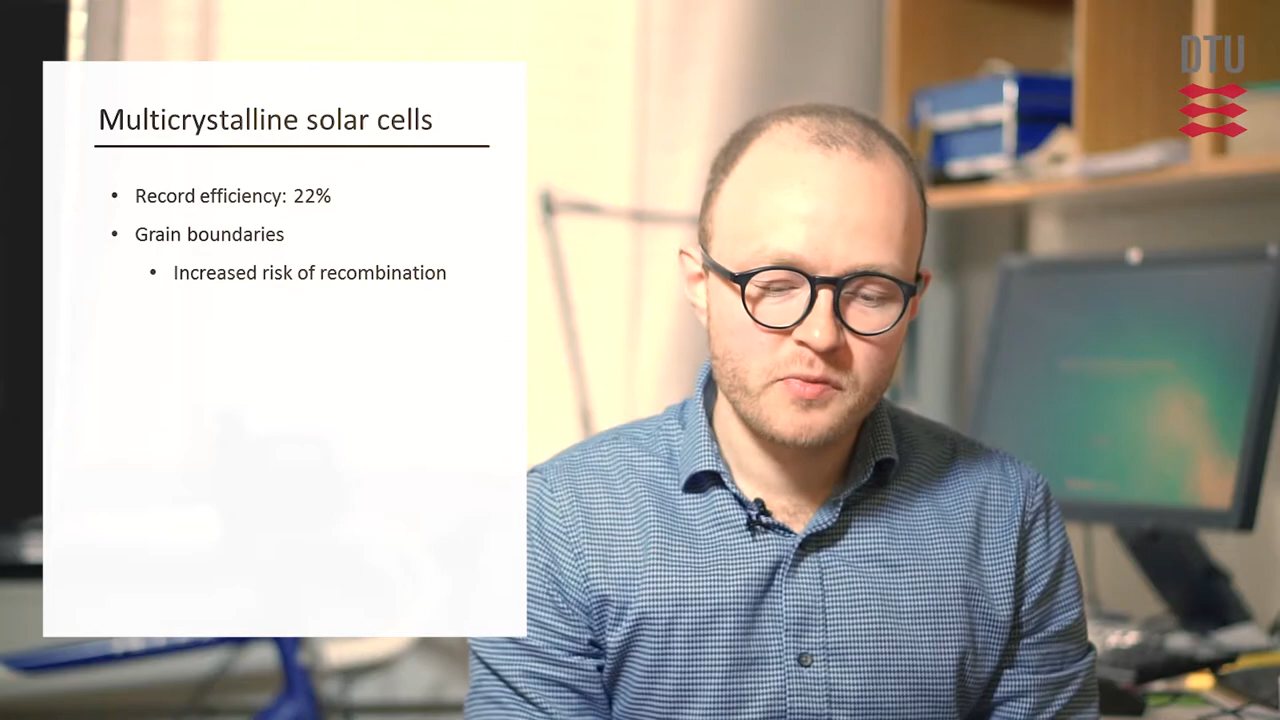 DTU
Multicrystalline solar cells
• Record efficiency: 22%
• Grain boundaries
• Increased risk of recombination